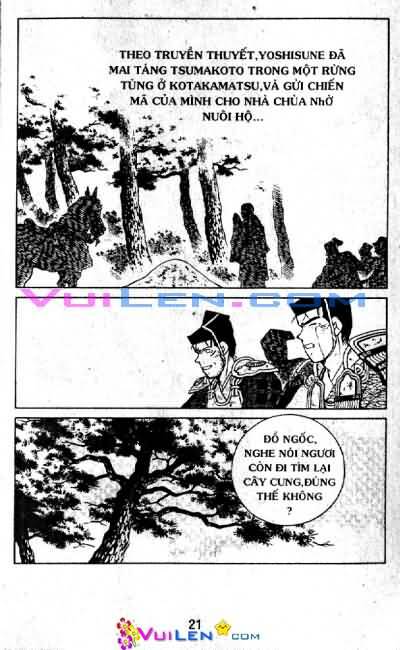 THEO TRUYỀN THUYẾT,YOSHISUNE ĐÃ
MAI TÁNG TSUMAKOTO TRONG MỘT RỪNG
TÙNG Ở KOTAKAMATSU,VẢ GỬI CHIẾN
MÃ CỦA MÌNH CHO NHÀ CHÙA NhỜ
NUÔI HỘ...
VUILEN.COM
ĐỒ NGỐC,
NGHE NÓI NGƯƠI
CÒN ĐI TÌM LẠI
CÂY CUNG,ĐÚNG
THẾ KHÔNG
?
21
VUILEN
.COM